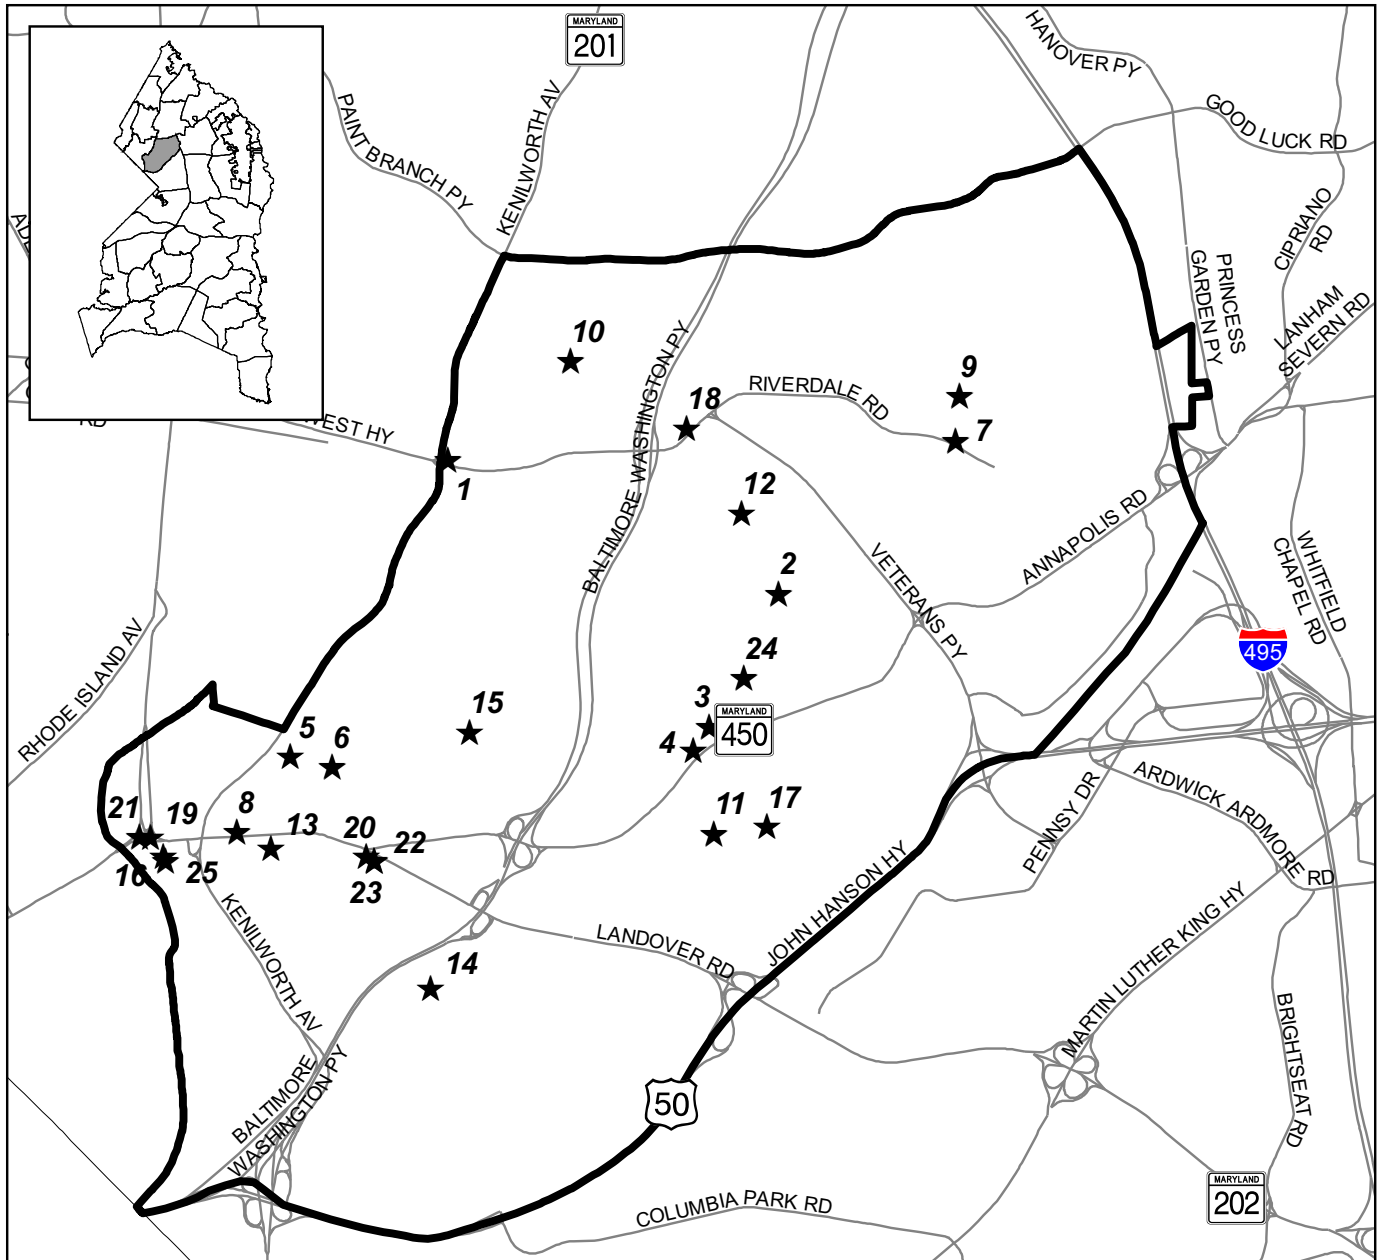 MARYLAND
201
HANOVER PY
PAINT BRANCH PY
KENILWORTH AV
GOOD LUCK RD
CIPRIANO
RD
PRINCESS
GARDEN PY
LANHAM
SEVERN RD
10
9
BALTIMORE WASHINGTON PY
RIVERDALE RD
18
7
RD
WEST HY
1
12
ANNAPOLIS RD
2
VETERANS PY
WHITFIELD
CHAPEL RD
RHODE ISLAND AV
495
24
3
MARYLAND
450
15
5
6
4
PENNSY DR
ARDWICK ARDMORE
RD
21
19
8
13
20
22
11
17
16
25
23
JOHN HANSON HY
MARTIN LUTHER KING HY
KENILWORTH AV
LANDOVER RD
14
BRIGHTSEAT RD
BALTIMORE
WASHINGTON PY
50
MARYLAND
202
COLUMBIA PARK RD